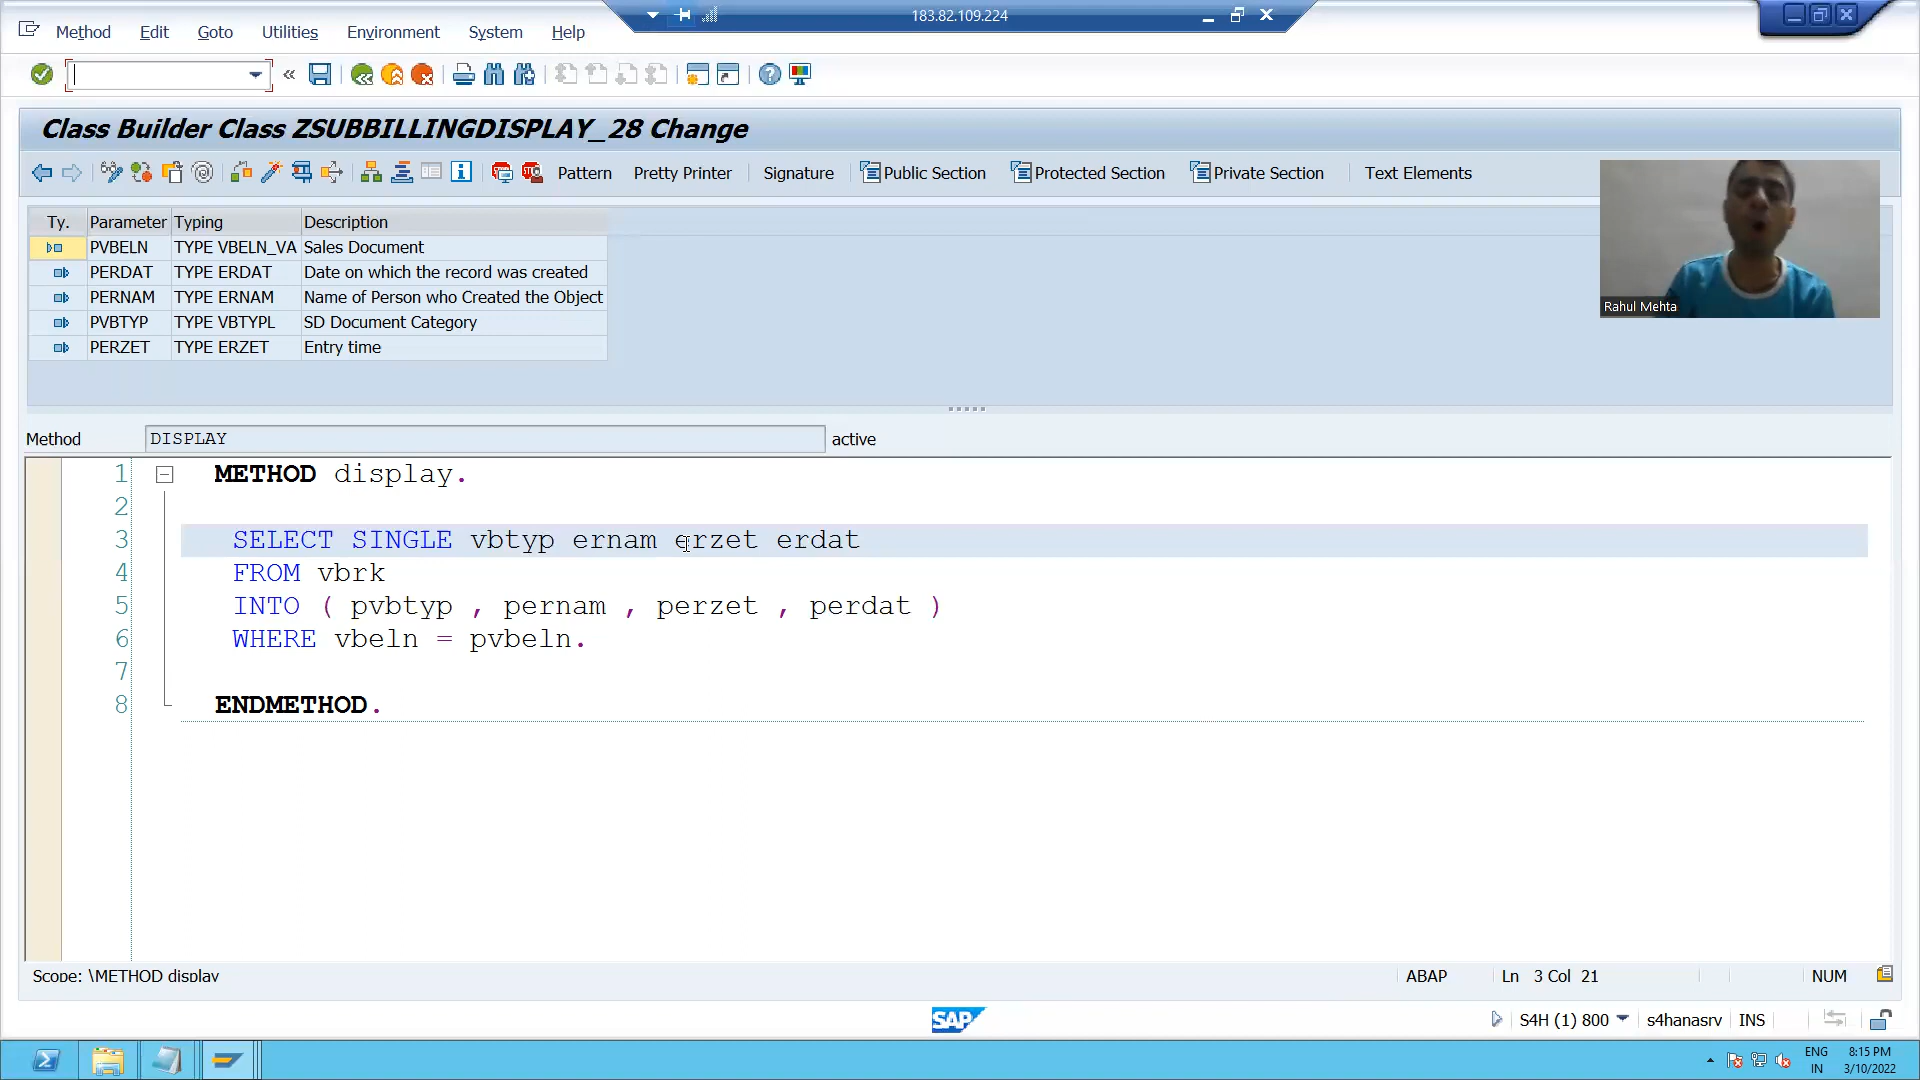 183.82.109.224
Method Edit Goto Utilities Environment System Help
Class Builder Class ZSUBBILLINGDISPLAY_28 Change
Pattern Pretty Printer Signature Public Section Protected Section Private Section Text Elements
Ty. Parameter Typing Description
PVBELN TYPE VBELN_VA Sales Document
PERDAT TYPE ERDAT Date on which the record was created
PERNAM TYPE ERNAM Name of Person who Created the Object
PVBTYP TYPE VBTYPL SD Document Category
PERZET TYPE ERZET Entry time
Rahul Mehta
Method DISPLAY active
1 METHOD display.
2
3 SELECT SINGLE vbtyp ernam erzet erdat
4 FROM vbrk
5 INTO ( pvbtyp , pernam , perzet , perdat )
6 WHERE vbeln = pvbeln.
7
8 ENDMETHOD.
Scope: \METHOD display ABAP Ln 3 Col 21 NUM
SAP S4H (1) 800 s4hanasrv INS
ENG 8:15 PM
IN 3/10/2022